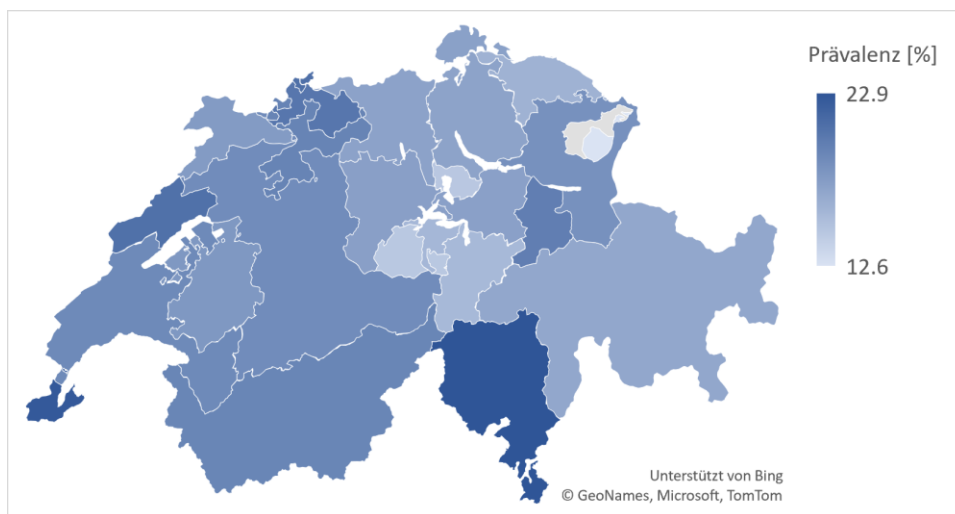 Prävalenz [%]
22.9
12.6
Unterstützt von Bing
© GeoNames, Microsoft, TomTom